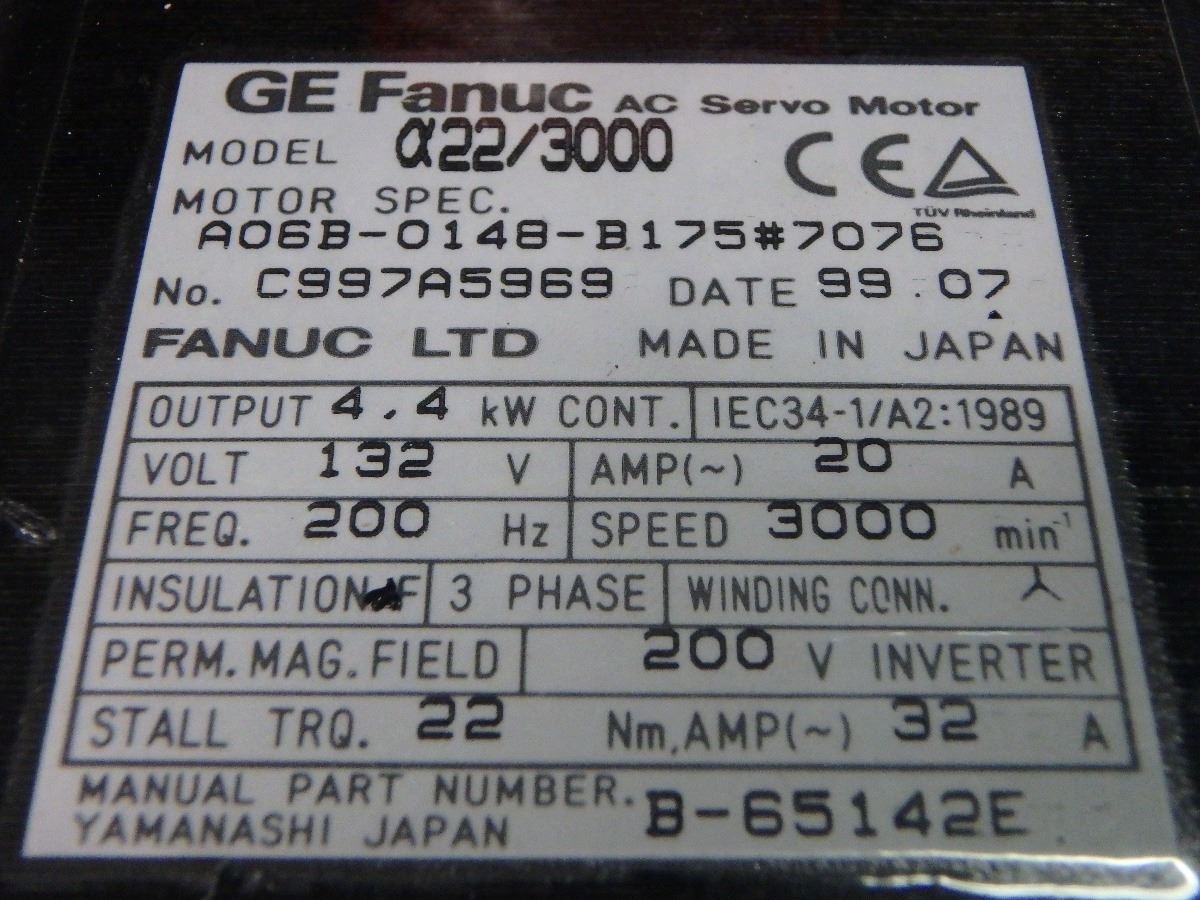 GE Fanuc AC Servo Motor
MODEL α22/3000
CE
TÜV Rheinland
MOTOR SPEC.
A06B-0148-B175#7076
No. C997A5969 DATE 99.07
FANUC LTD MADE IN JAPAN
OUTPUT 4.4 kW CONT. IEC34-1/A2:1989
VOLT 132 V AMP(~) 20 A
FREQ. 200 Hz SPEED 3000 min⁻¹
INSULATION F 3 PHASE WINDING CONN.
PERM. MAG. FIELD 200 V INVERTER
STALL TRQ. 22 Nm, AMP(~) 32 A
MANUAL PART NUMBER. B-65142E
YAMANASHI JAPAN